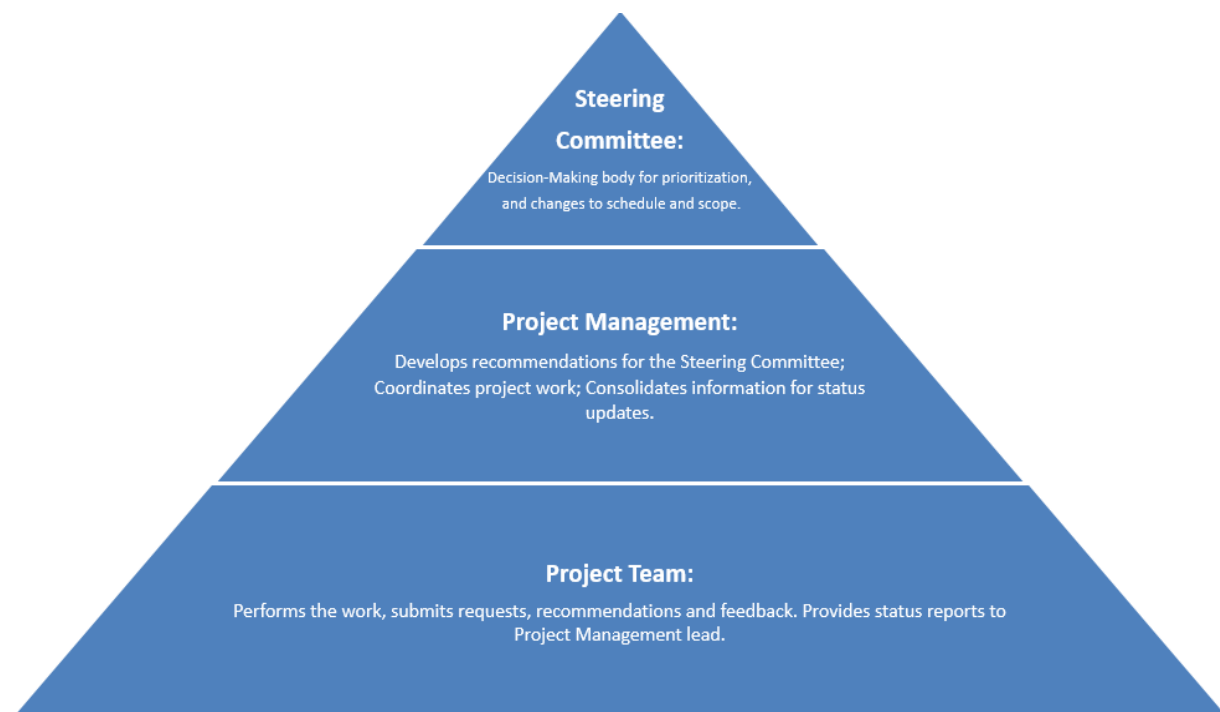 Steering
Committee:
Decision-Making body for prioritization,
and changes to schedule and scope.
Project Management:
Develops recommendations for the Steering Committee;
Coordinates project work; Consolidates information for status
updates.
Project Team:
Performs the work, submits requests, recommendations and feedback. Provides status reports to
Project Management lead.